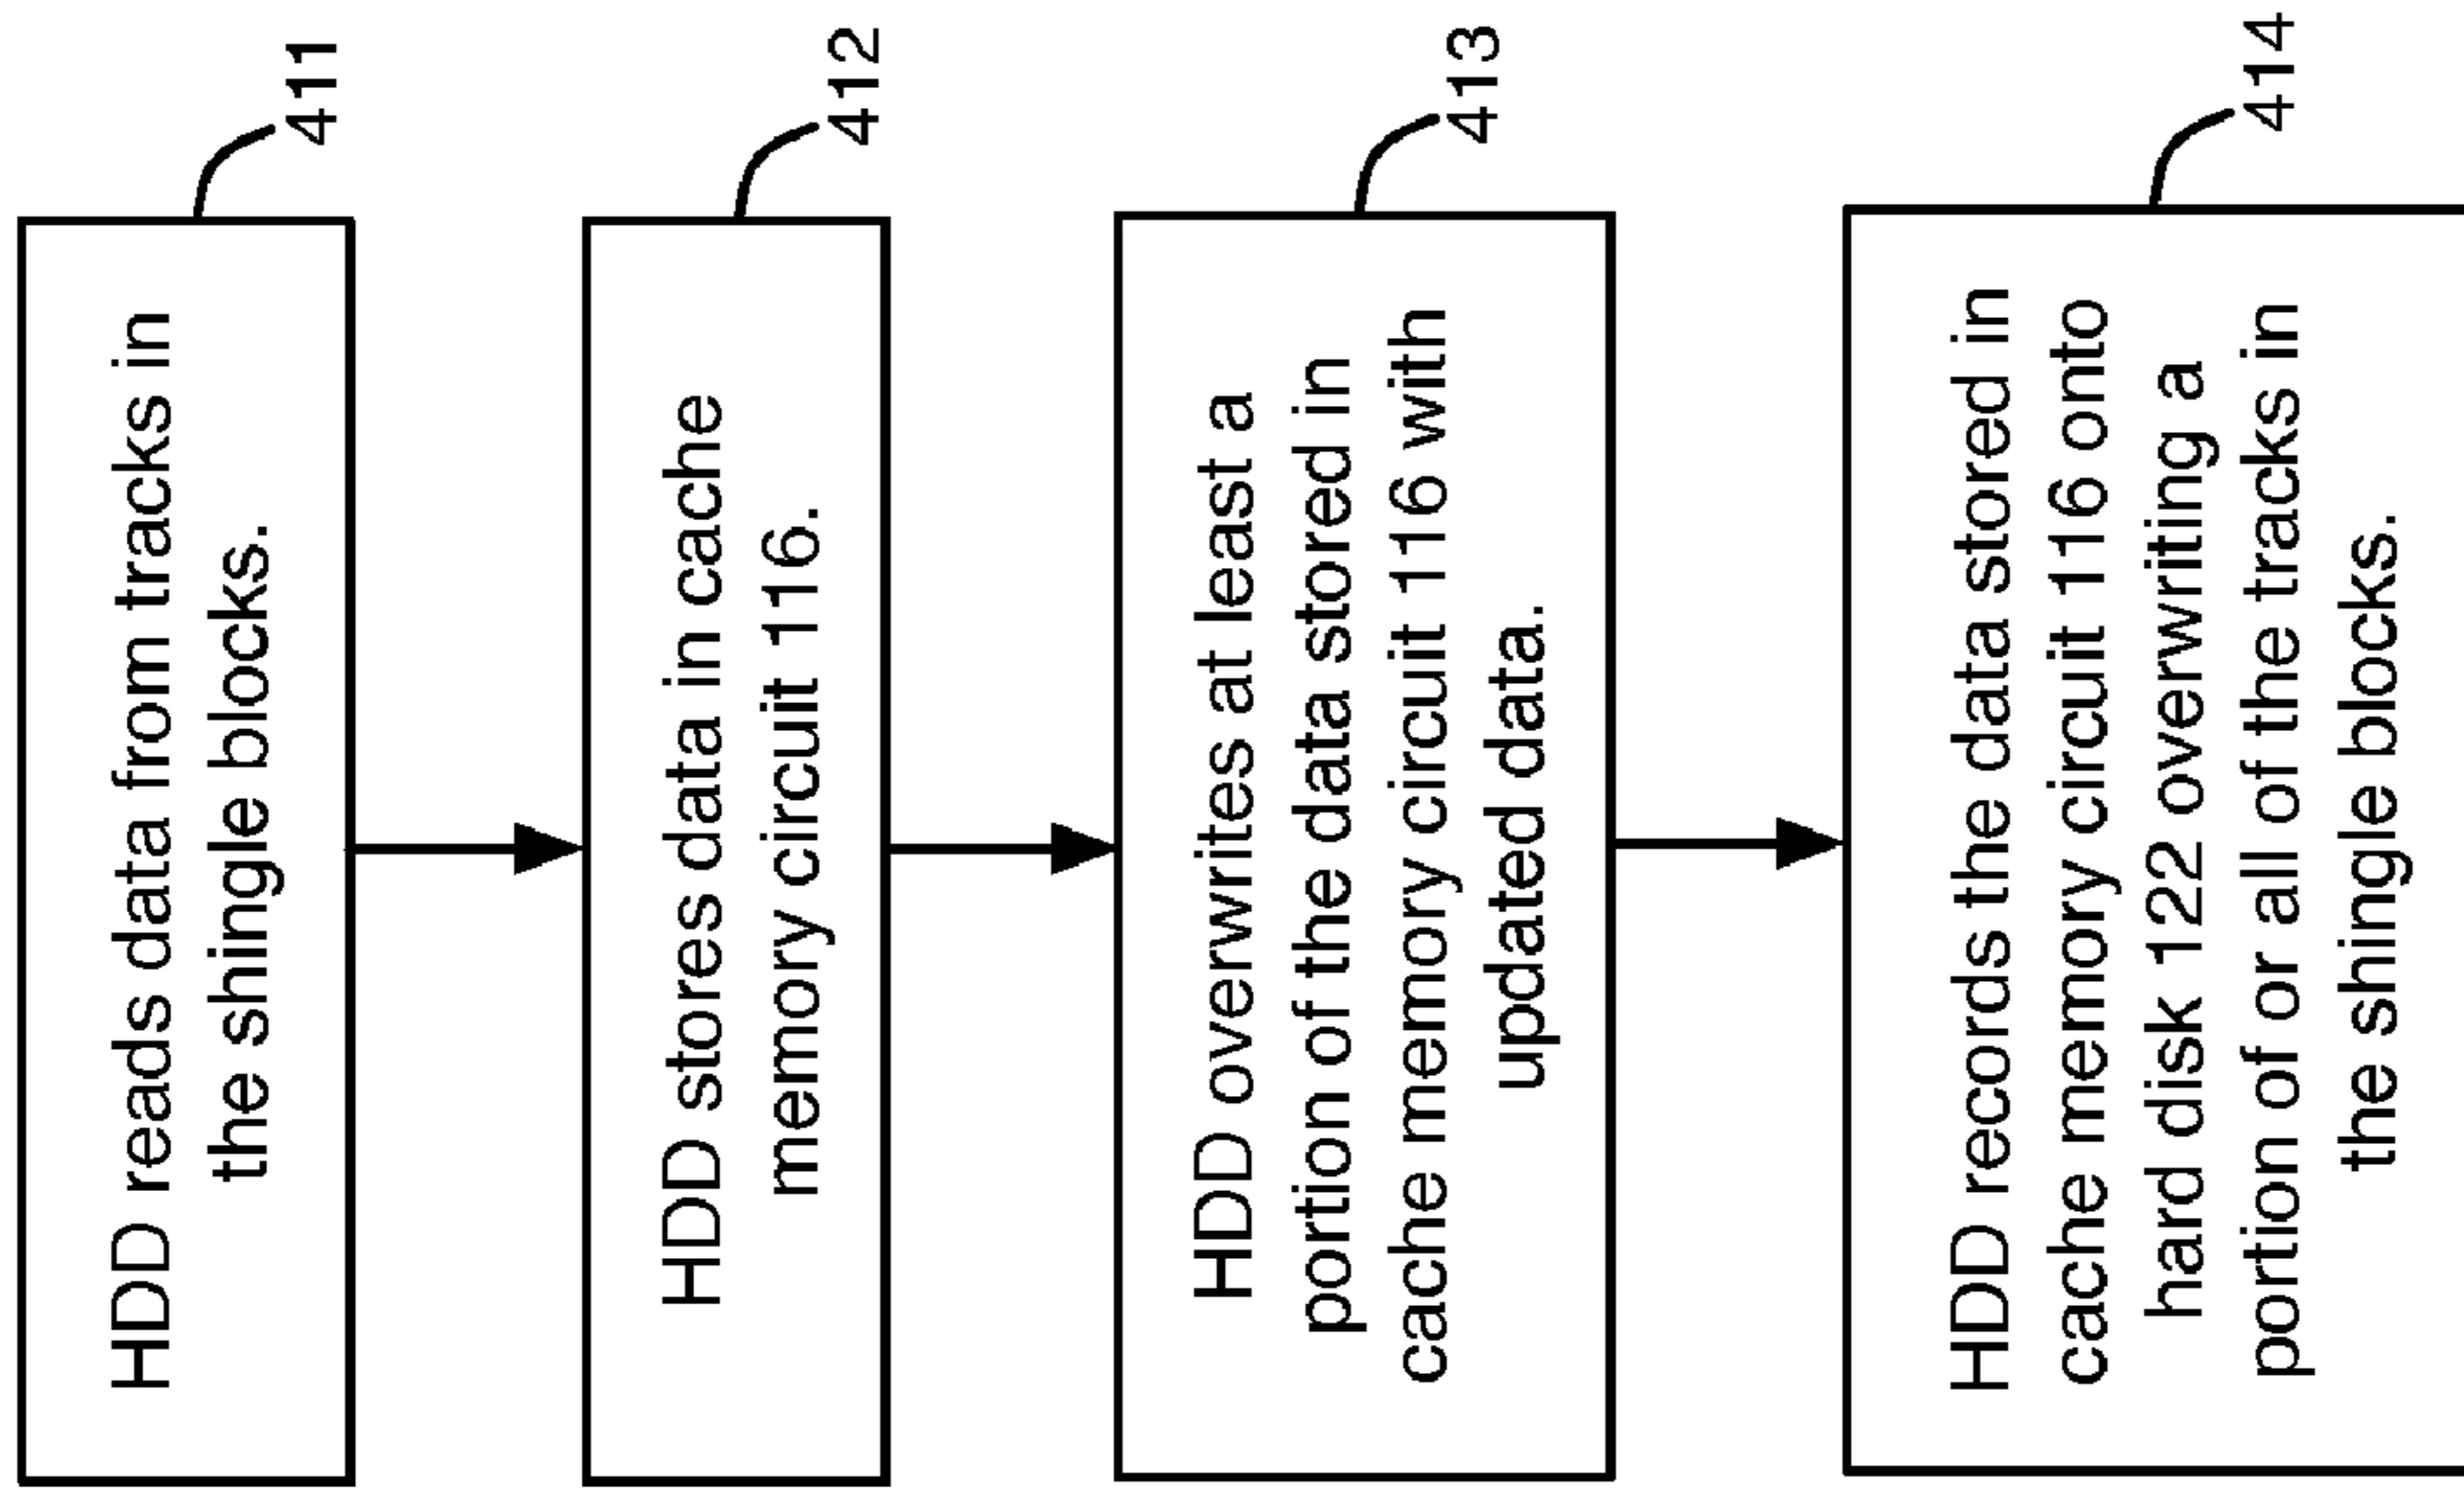 HDD reads data from tracks in
the shingle blocks.
411
HDD stores data in cache
memory circuit 116.
412
HDD overwrites at least a
portion of the data stored in
cache memory circuit 116 with
updated data.
413
HDD records the data stored in
cache memory circuit 116 onto
hard disk 122 overwriting a
portion of or all of the tracks in
the shingle blocks.
414